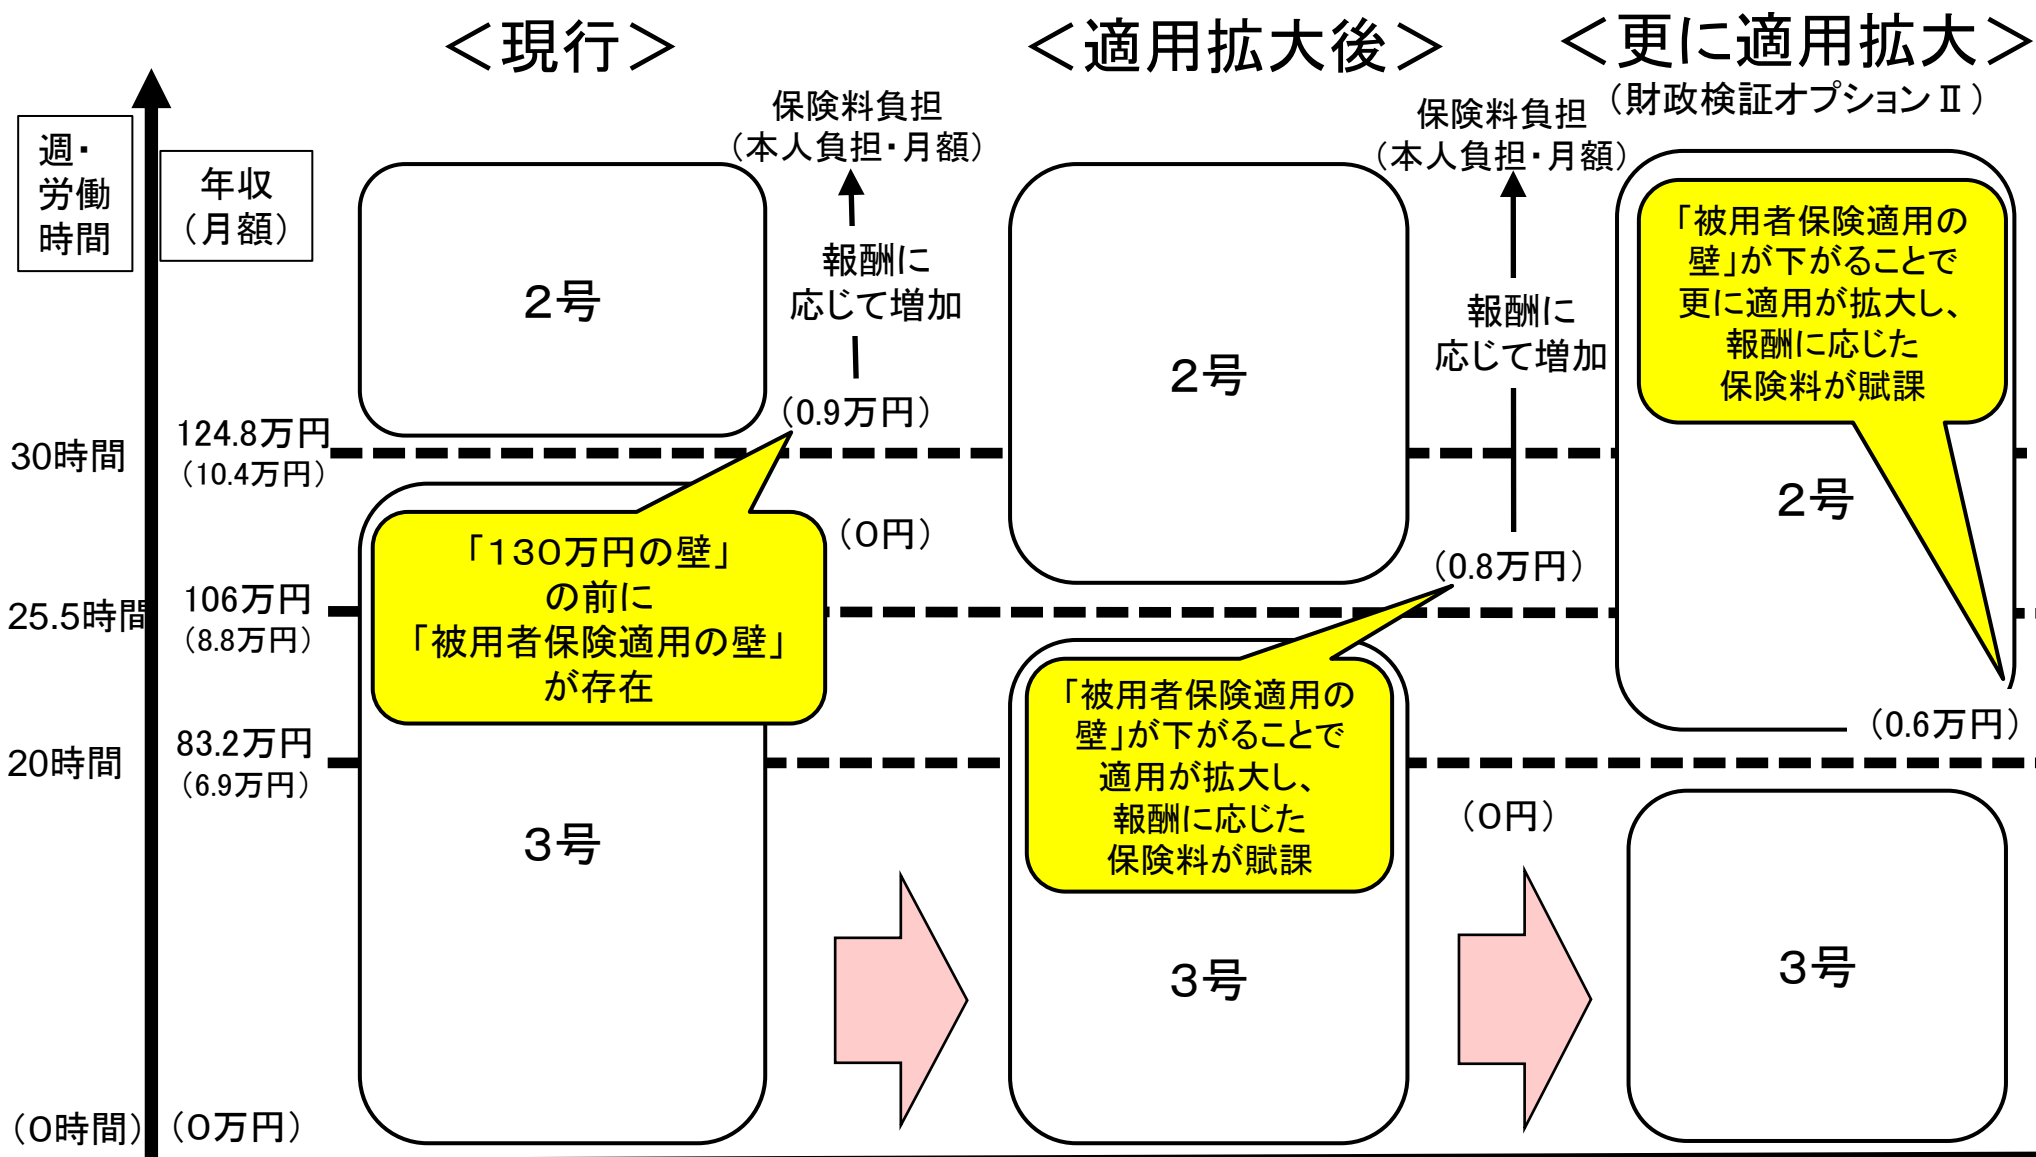 ＜現行＞
＜適用拡大後＞
＜更に適用拡大＞
（財政検証オプションⅡ）
週・
労働
時間
年収
（月額）
保険料負担
（本人負担・月額）
保険料負担
（本人負担・月額）
2号
報酬に
応じて増加
（0.9万円）
2号
報酬に
応じて増加
「被用者保険適用の
壁」が下がることで
更に適用が拡大し、
報酬に応じた
保険料が賦課
2号
30時間
124.8万円
（10.4万円）
「130万円の壁」
の前に
「被用者保険適用の壁」
が存在
（0円）
（0.8万円）
25.5時間
106万円
（8.8万円）
「被用者保険適用の
壁」が下がることで
適用が拡大し、
報酬に応じた
保険料が賦課
（0.6万円）
20時間
83.2万円
（6.9万円）
（0円）
3号
3号
3号
（0時間）
（0万円）